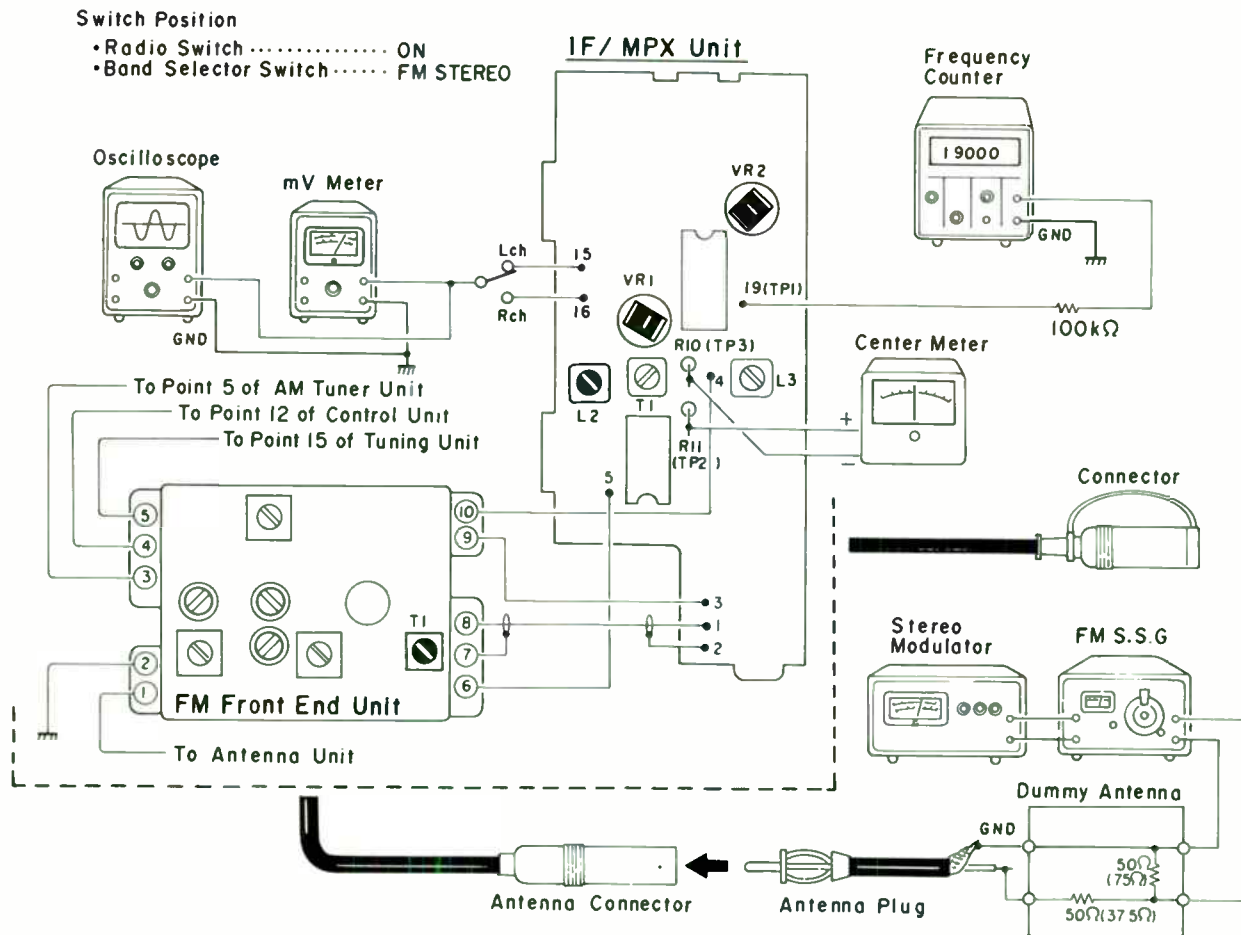 Switch Position
•Radio Switch ·············· ON
•Band Selector Switch ······ FM STEREO
IF/ MPX Unit
Frequency
Counter
19000
GND
Oscilloscope
mV Meter
GND
Lch
Rch
15
16
VR2
VR1
19(TP1)
100kΩ
R10 (TP3)
4
L3
L2
T1
R11
(TP2)
5
Center Meter
+
−
To Point 5 of AM Tuner Unit
To Point 12 of Control Unit
To Point 15 of Tuning Unit
5
4
3
2
1
10
9
8
7
6
T1
FM Front End Unit
To Antenna Unit
3
1
2
Connector
Stereo
Modulator
FM S.S.G
Dummy Antenna
GND
50Ω
(75Ω)
50Ω(37.5Ω)
Antenna Connector
Antenna Plug